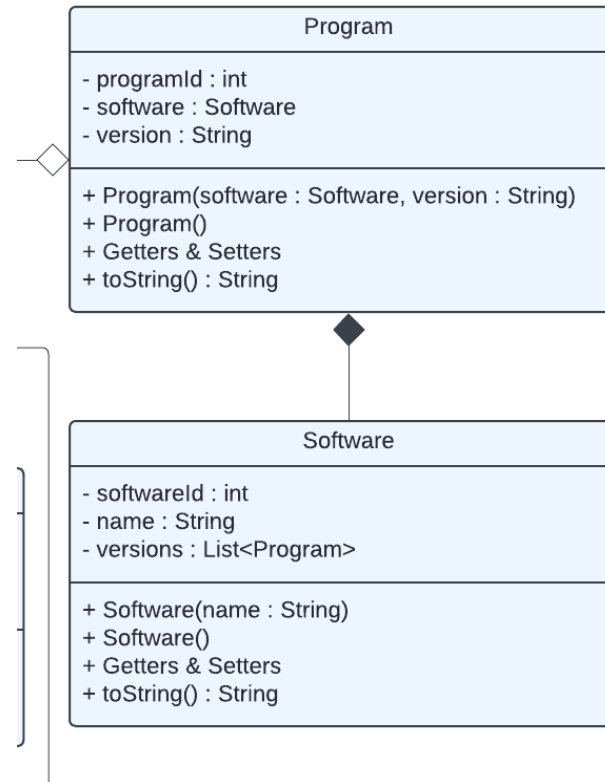 Program
- programId : int
- software : Software
- version : String
+ Program(software : Software, version : String)
+ Program()
+ Getters & Setters
+ toString() : String
Software
- softwareId : int
- name : String
- versions : List<Program>
+ Software(name : String)
+ Software()
+ Getters & Setters
+ toString() : String